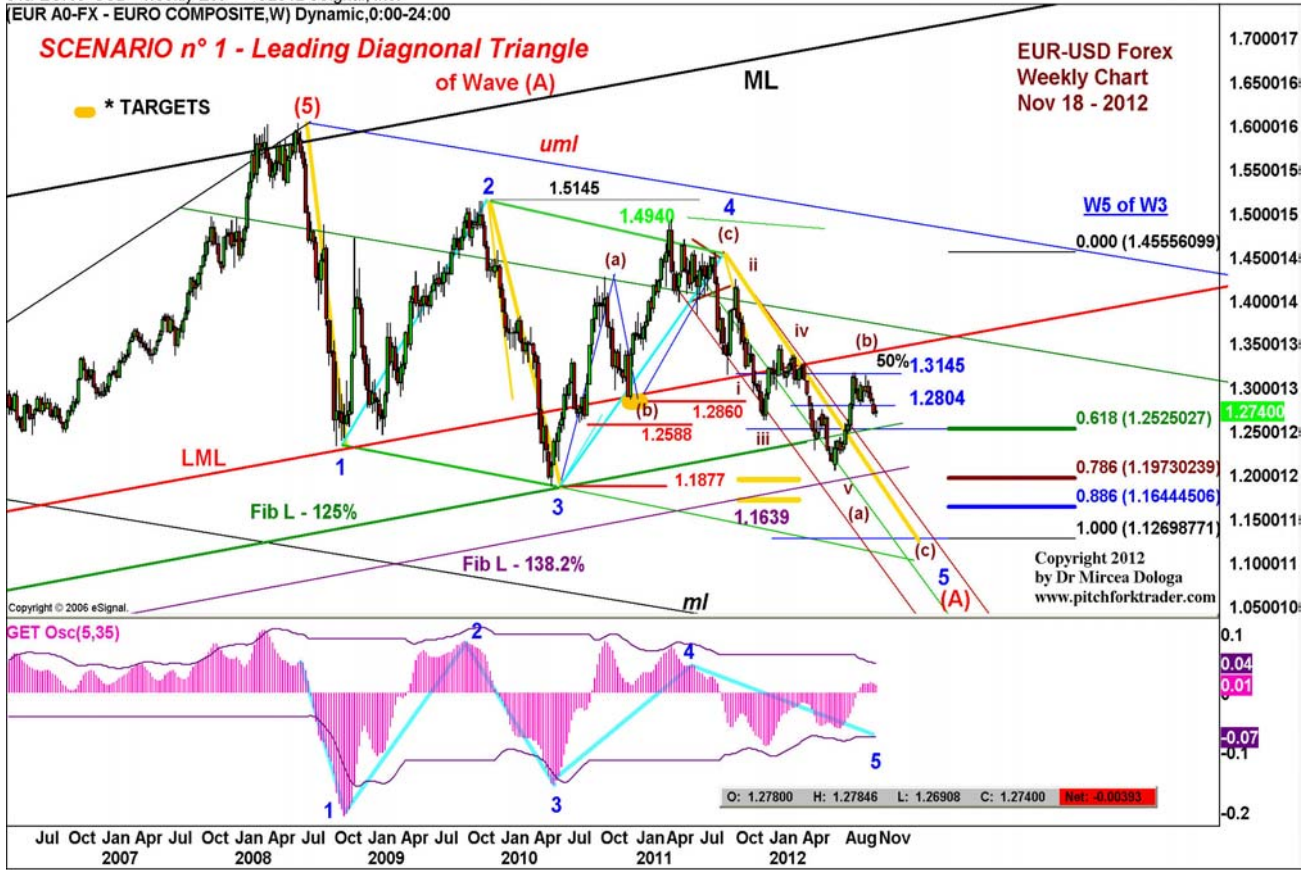 (EUR A0-FX - EURO COMPOSITE,W) Dynamic,0:00-24:00
SCENARIO n° 1 - Leading Diagnonal Triangle
of Wave (A)
* TARGETS
EUR-USD Forex
Weekly Chart
Nov 18 - 2012
ML
(5)
uml
2
1.5145
1.4940
4
(c)
(a)
ii
iv
(b)
50%
1.3145
1.2804
i
(b)
1.2860
1.2588
iii
LML
1
1.1877
3
v
(a)
1.1639
Fib L - 125%
Fib L - 138.2%
ml
(c)
5
(A)
W5 of W3
0.000 (1.45556099)
0.618 (1.2525027)
0.786 (1.19730239)
0.886 (1.16444506)
1.000 (1.12698771)
Copyright 2012
by Dr Mircea Dologa
www.pitchforktrader.com
Copyright © 2006 eSignal.
1.700017
1.650016
1.600016
1.550015
1.500015
1.450014
1.400014
1.350013
1.300013
1.27400
1.250012
1.200012
1.150011
1.100011
1.050010
GET Osc(5,35)
2
4
1
3
5
0.1
0.04
0.01
0
-0.07
-0.1
-0.2
O: 1.27800 H: 1.27846 L: 1.26908 C: 1.27400 Net: -0.00393
Jul Oct Jan Apr Jul Oct Jan Apr Jul Oct Jan Apr Jul Oct Jan Apr Jul Oct Jan Apr Jul Oct Jan Apr Aug Nov
2007 2008 2009 2010 2011 2012